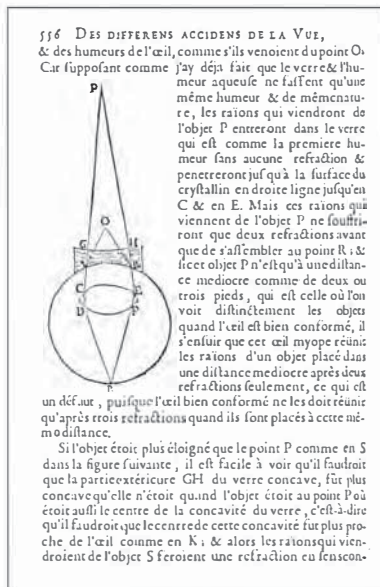 556 DES DIFFERENS ACCIDENS DE LA VUE,
& des humeurs de l'œil, comme s'ils venoient du point O.
Car supposant comme j'ay déja fait que le verre & l'hu-
meur aqueuse ne fassent qu'une
même humeur & de même natu-
re, les raïons qui viendront de
l'objet P entreront dans le verre
qui est comme la premiere hu-
meur sans aucune refraction &
penetreront jusqu'à la surface du
crystallin en droite ligne jusqu'en
C & en E. Mais ces raïons qui
viennent de l'objet P ne souffri-
ront que deux refractions avant
que de s'assembler au point R; &
si cet objet P n'est qu'à une distan-
ce mediocre comme de deux ou
trois pieds, qui est celle où l'on
voit distinctement les objets
quand l'œil est bien conformé, il
s'ensuit que cet œil myope réünit
les raïons d'un objet placé dans
une distance mediocre après deux
refractions seulement, ce qui est
un défaut, puisque l'œil bien conformé ne les doit réünir
qu'après trois refractions quand ils sont placés à cette mê-
me distance.
Si l'objet étoit plus éloigné que le point P comme en S
dans la figure suivante, il est facile à voir qu'il faudroit
que la partie extérieure GH du verre concave, fût plus
concave qu'elle n'étoit quand l'objet étoit au point P où
étoit aussi le centre de la concavité du verre, c'est-à-dire
qu'il faudroit que le centre de cette concavité fut plus pro-
che de l'œil comme en K; & alors les raïons qui vien-
droient de l'objet S feroient une refraction en sens con-
P
O
G H
C E
D F
R